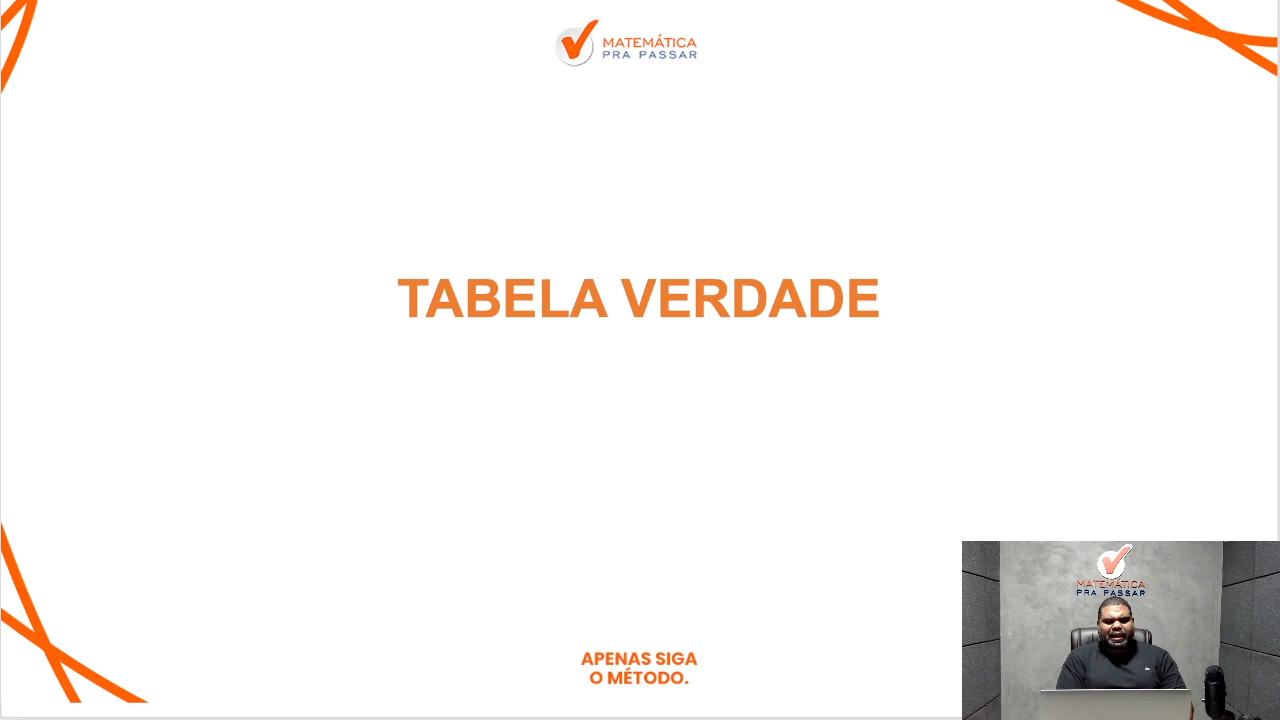 MATEMÁTICA
PRA PASSAR
TABELA VERDADE
MATEMÁTICA
PRA PASSAR
APENAS SIGA
O MÉTODO.